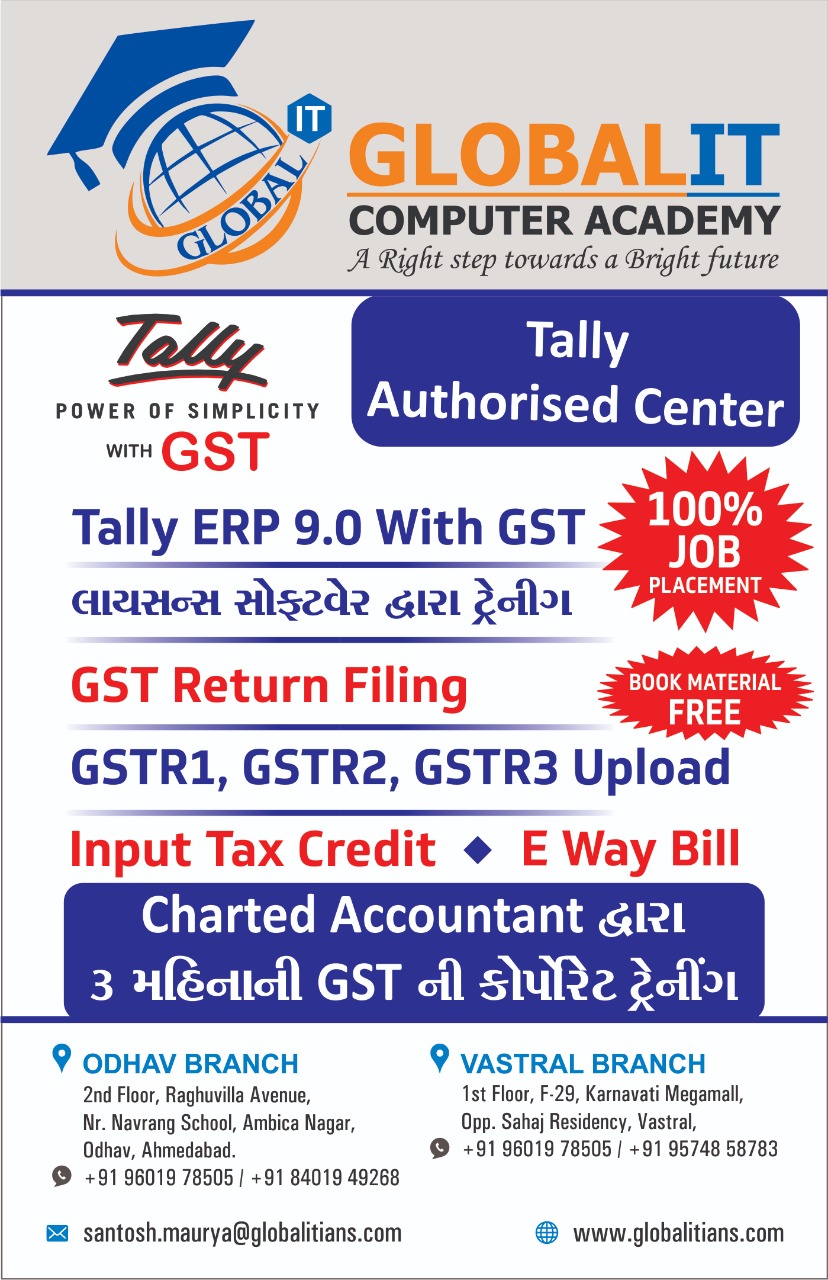 IT
GLOBAL
GLOBALIT
COMPUTER ACADEMY
A Right step towards a Bright future
Tally
POWER OF SIMPLICITY
WITH GST
Tally
Authorised Center
Tally ERP 9.0 With GST
100%
JOB
PLACEMENT
લાયસન્સ સોફ્ટવેર દ્વારા ટ્રેનીગ
GST Return Filing
BOOK MATERIAL
FREE
GSTR1, GSTR2, GSTR3 Upload
Input Tax Credit ◆ E Way Bill
Charted Accountant દ્વારા
૩ મહિનાની GST ની કોર્પોરેટ ટ્રેનીંગ
ODHAV BRANCH
2nd Floor, Raghuvilla Avenue,
Nr. Navrang School, Ambica Nagar,
Odhav, Ahmedabad.
+91 96019 78505 / +91 84019 49268
VASTRAL BRANCH
1st Floor, F-29, Karnavati Megamall,
Opp. Sahaj Residency, Vastral,
+91 96019 78505 / +91 95748 58783
santosh.maurya@globalitians.com
www.globalitians.com